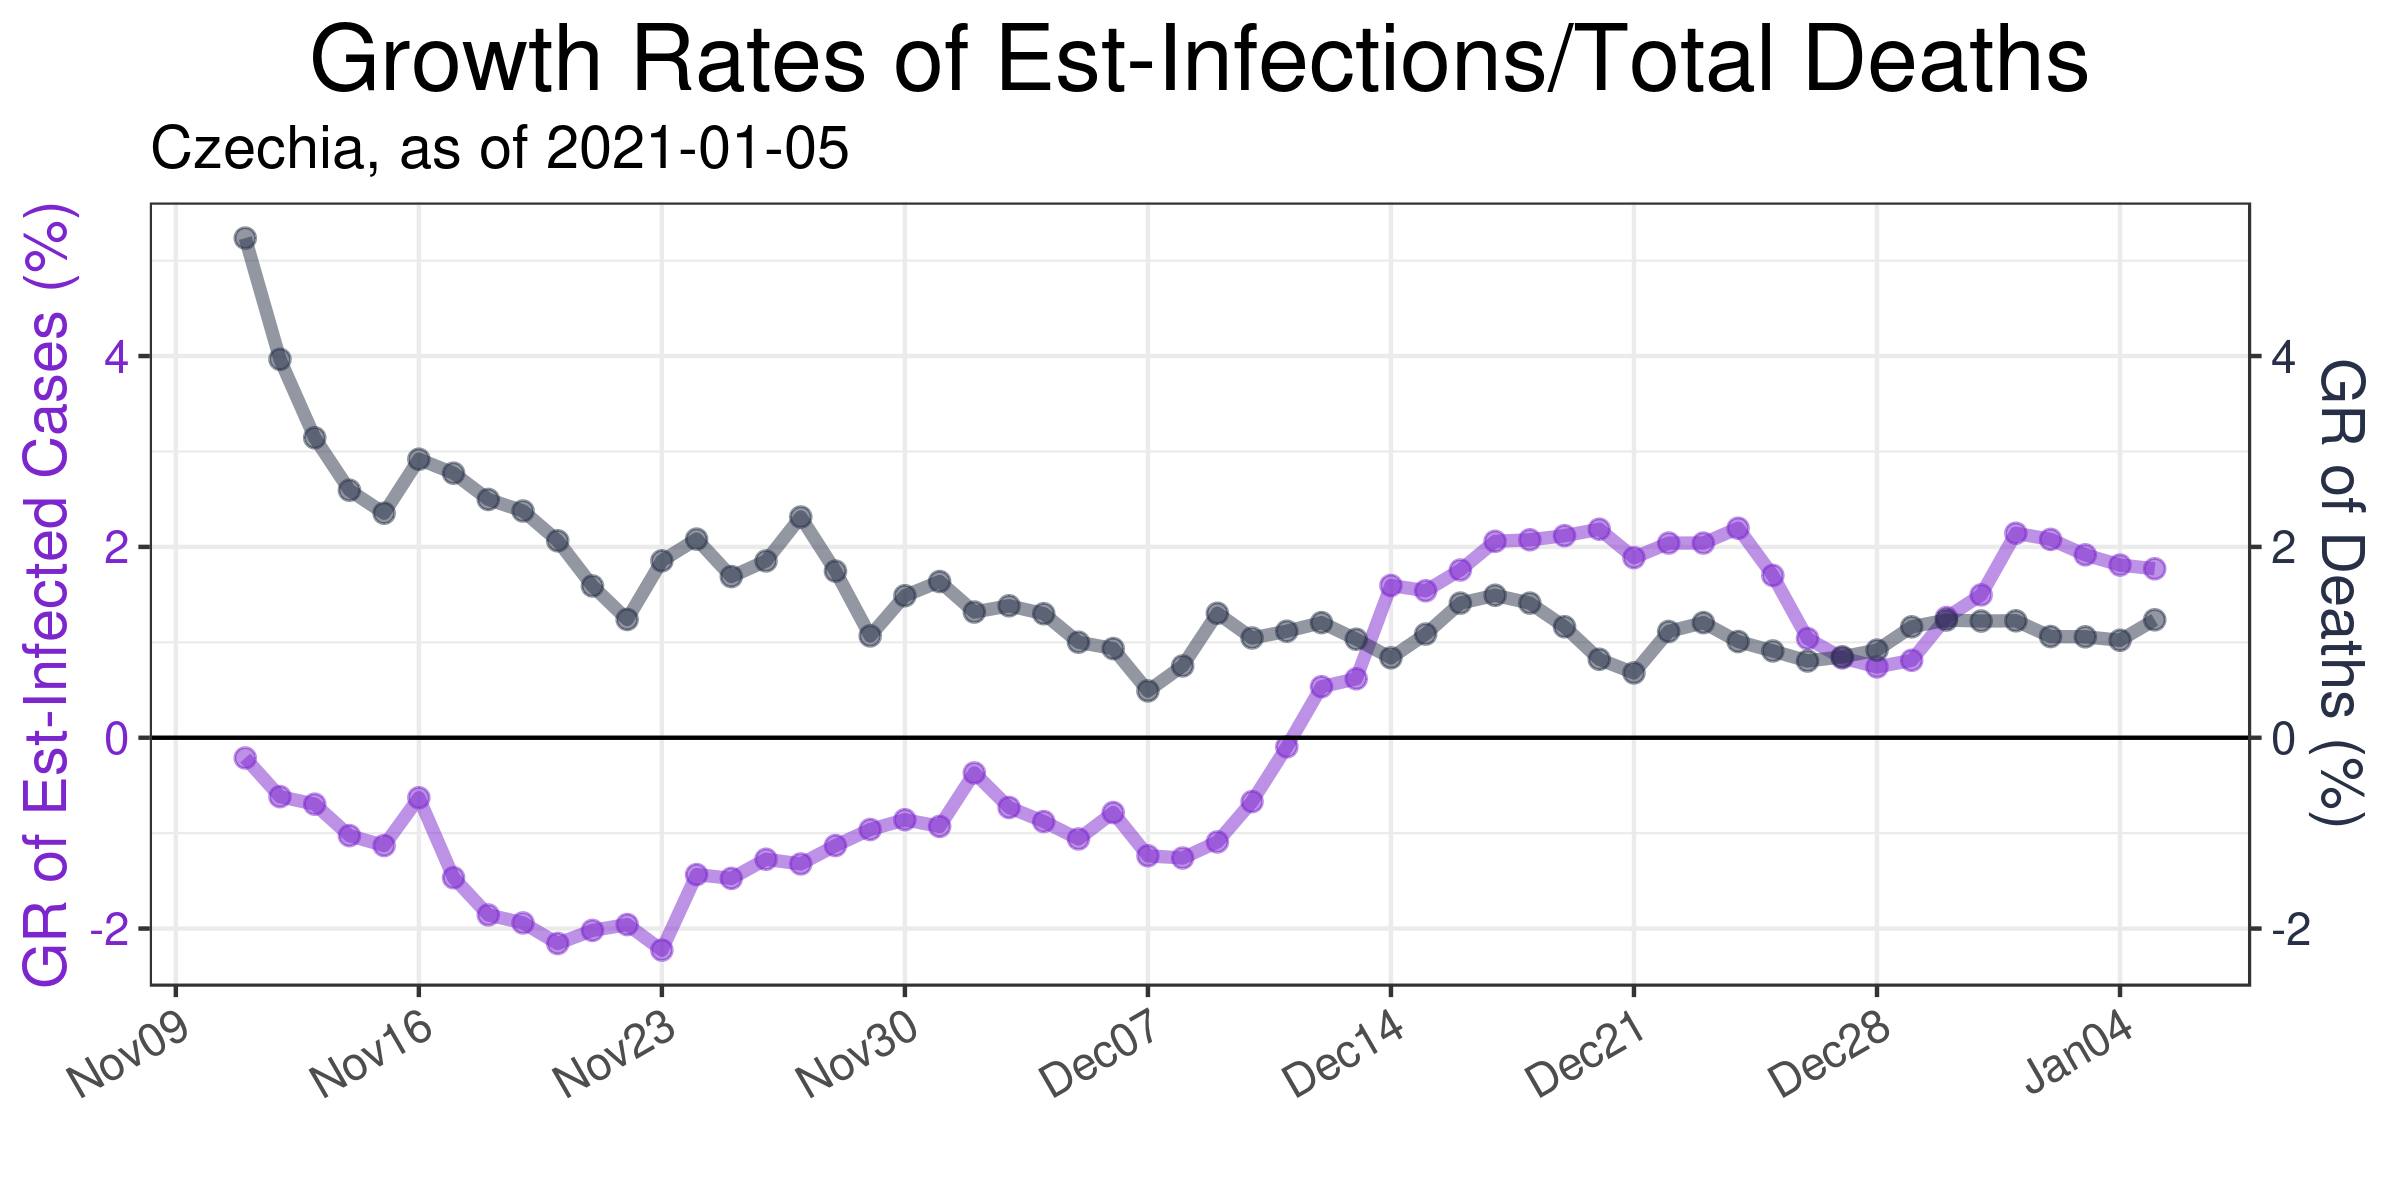 Growth Rates of Est-Infections/Total Deaths
Czechia, as of 2021-01-05
GR of Est-Infected Cases (%)
4
2
0
-2
4
2
0
-2
GR of Deaths (%)
Nov09
Nov16
Nov23
Nov30
Dec07
Dec14
Dec21
Dec28
Jan04